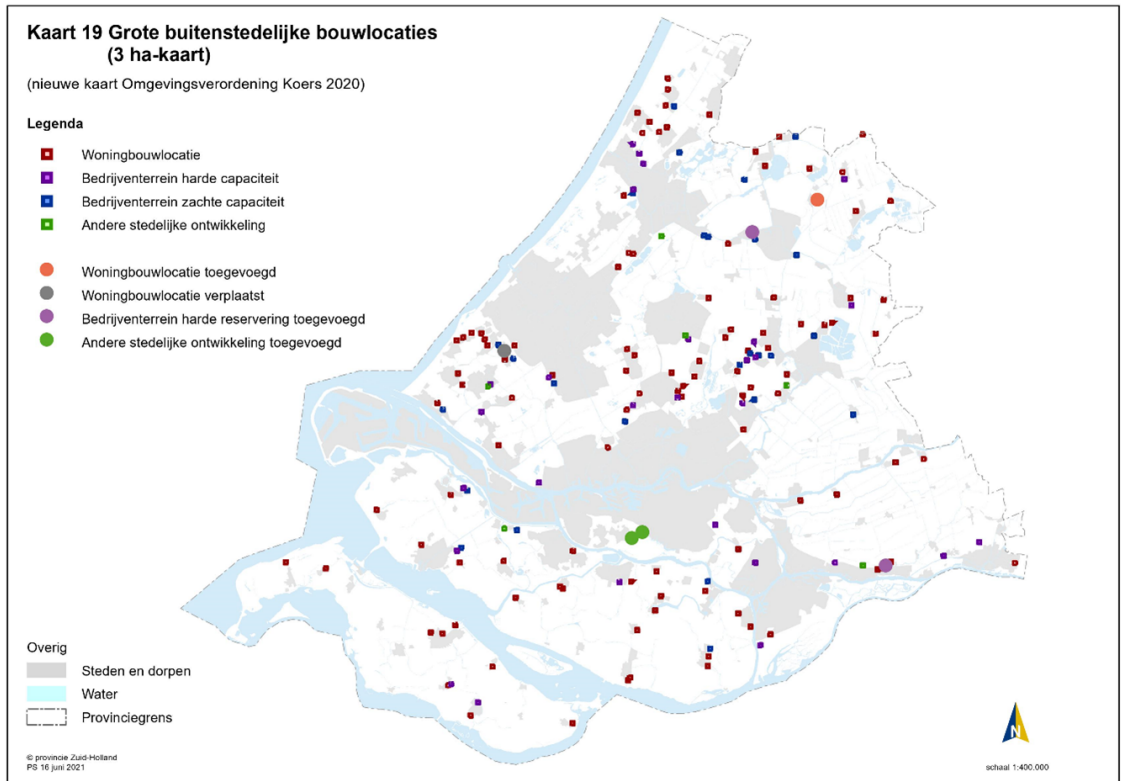 Kaart 19 Grote buitenstedelijke bouwlocaties
(3 ha-kaart)
(nieuwe kaart Omgevingsverordening Koers 2020)
Legenda
Woningbouwlocatie
Bedrijventerrein harde capaciteit
Bedrijventerrein zachte capaciteit
Andere stedelijke ontwikkeling
Woningbouwlocatie toegevoegd
Woningbouwlocatie verplaatst
Bedrijventerrein harde reservering toegevoegd
Andere stedelijke ontwikkeling toegevoegd
Overig
Steden en dorpen
Water
Provinciegrens
© provincie Zuid-Holland
PS 16 juni 2021
N
schaal 1:400.000